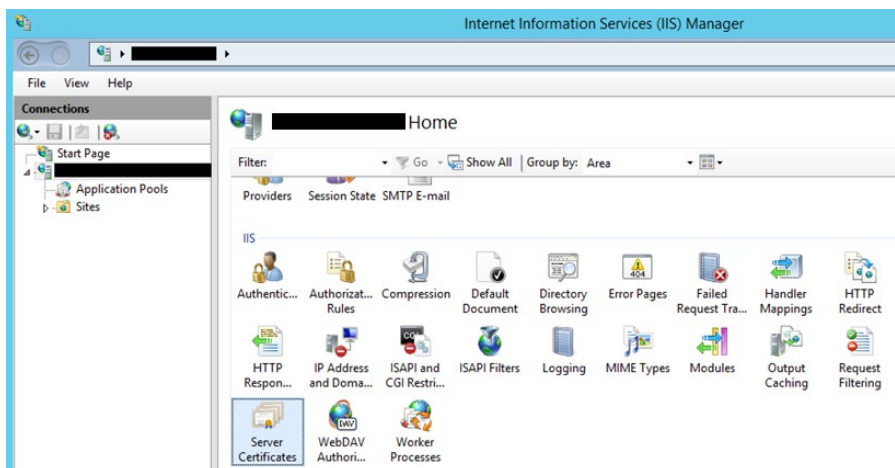 Internet Information Services (IIS) Manager
File View Help
Connections
Start Page
Application Pools
Sites
Home
Filter: Go Show All Group by: Area
Providers Session State SMTP E-mail
IIS
Authentic... Authorizat... Compression Default Directory Error Pages Failed Handler HTTP
Rules Document Browsing Request Tra... Mappings Redirect
HTTP IP Address ISAPI and ISAPI Filters Logging MIME Types Modules Output Request
Respon... and Doma... CGI Restri... Caching Filtering
Server WebDAV Worker
Certificates Authori... Processes